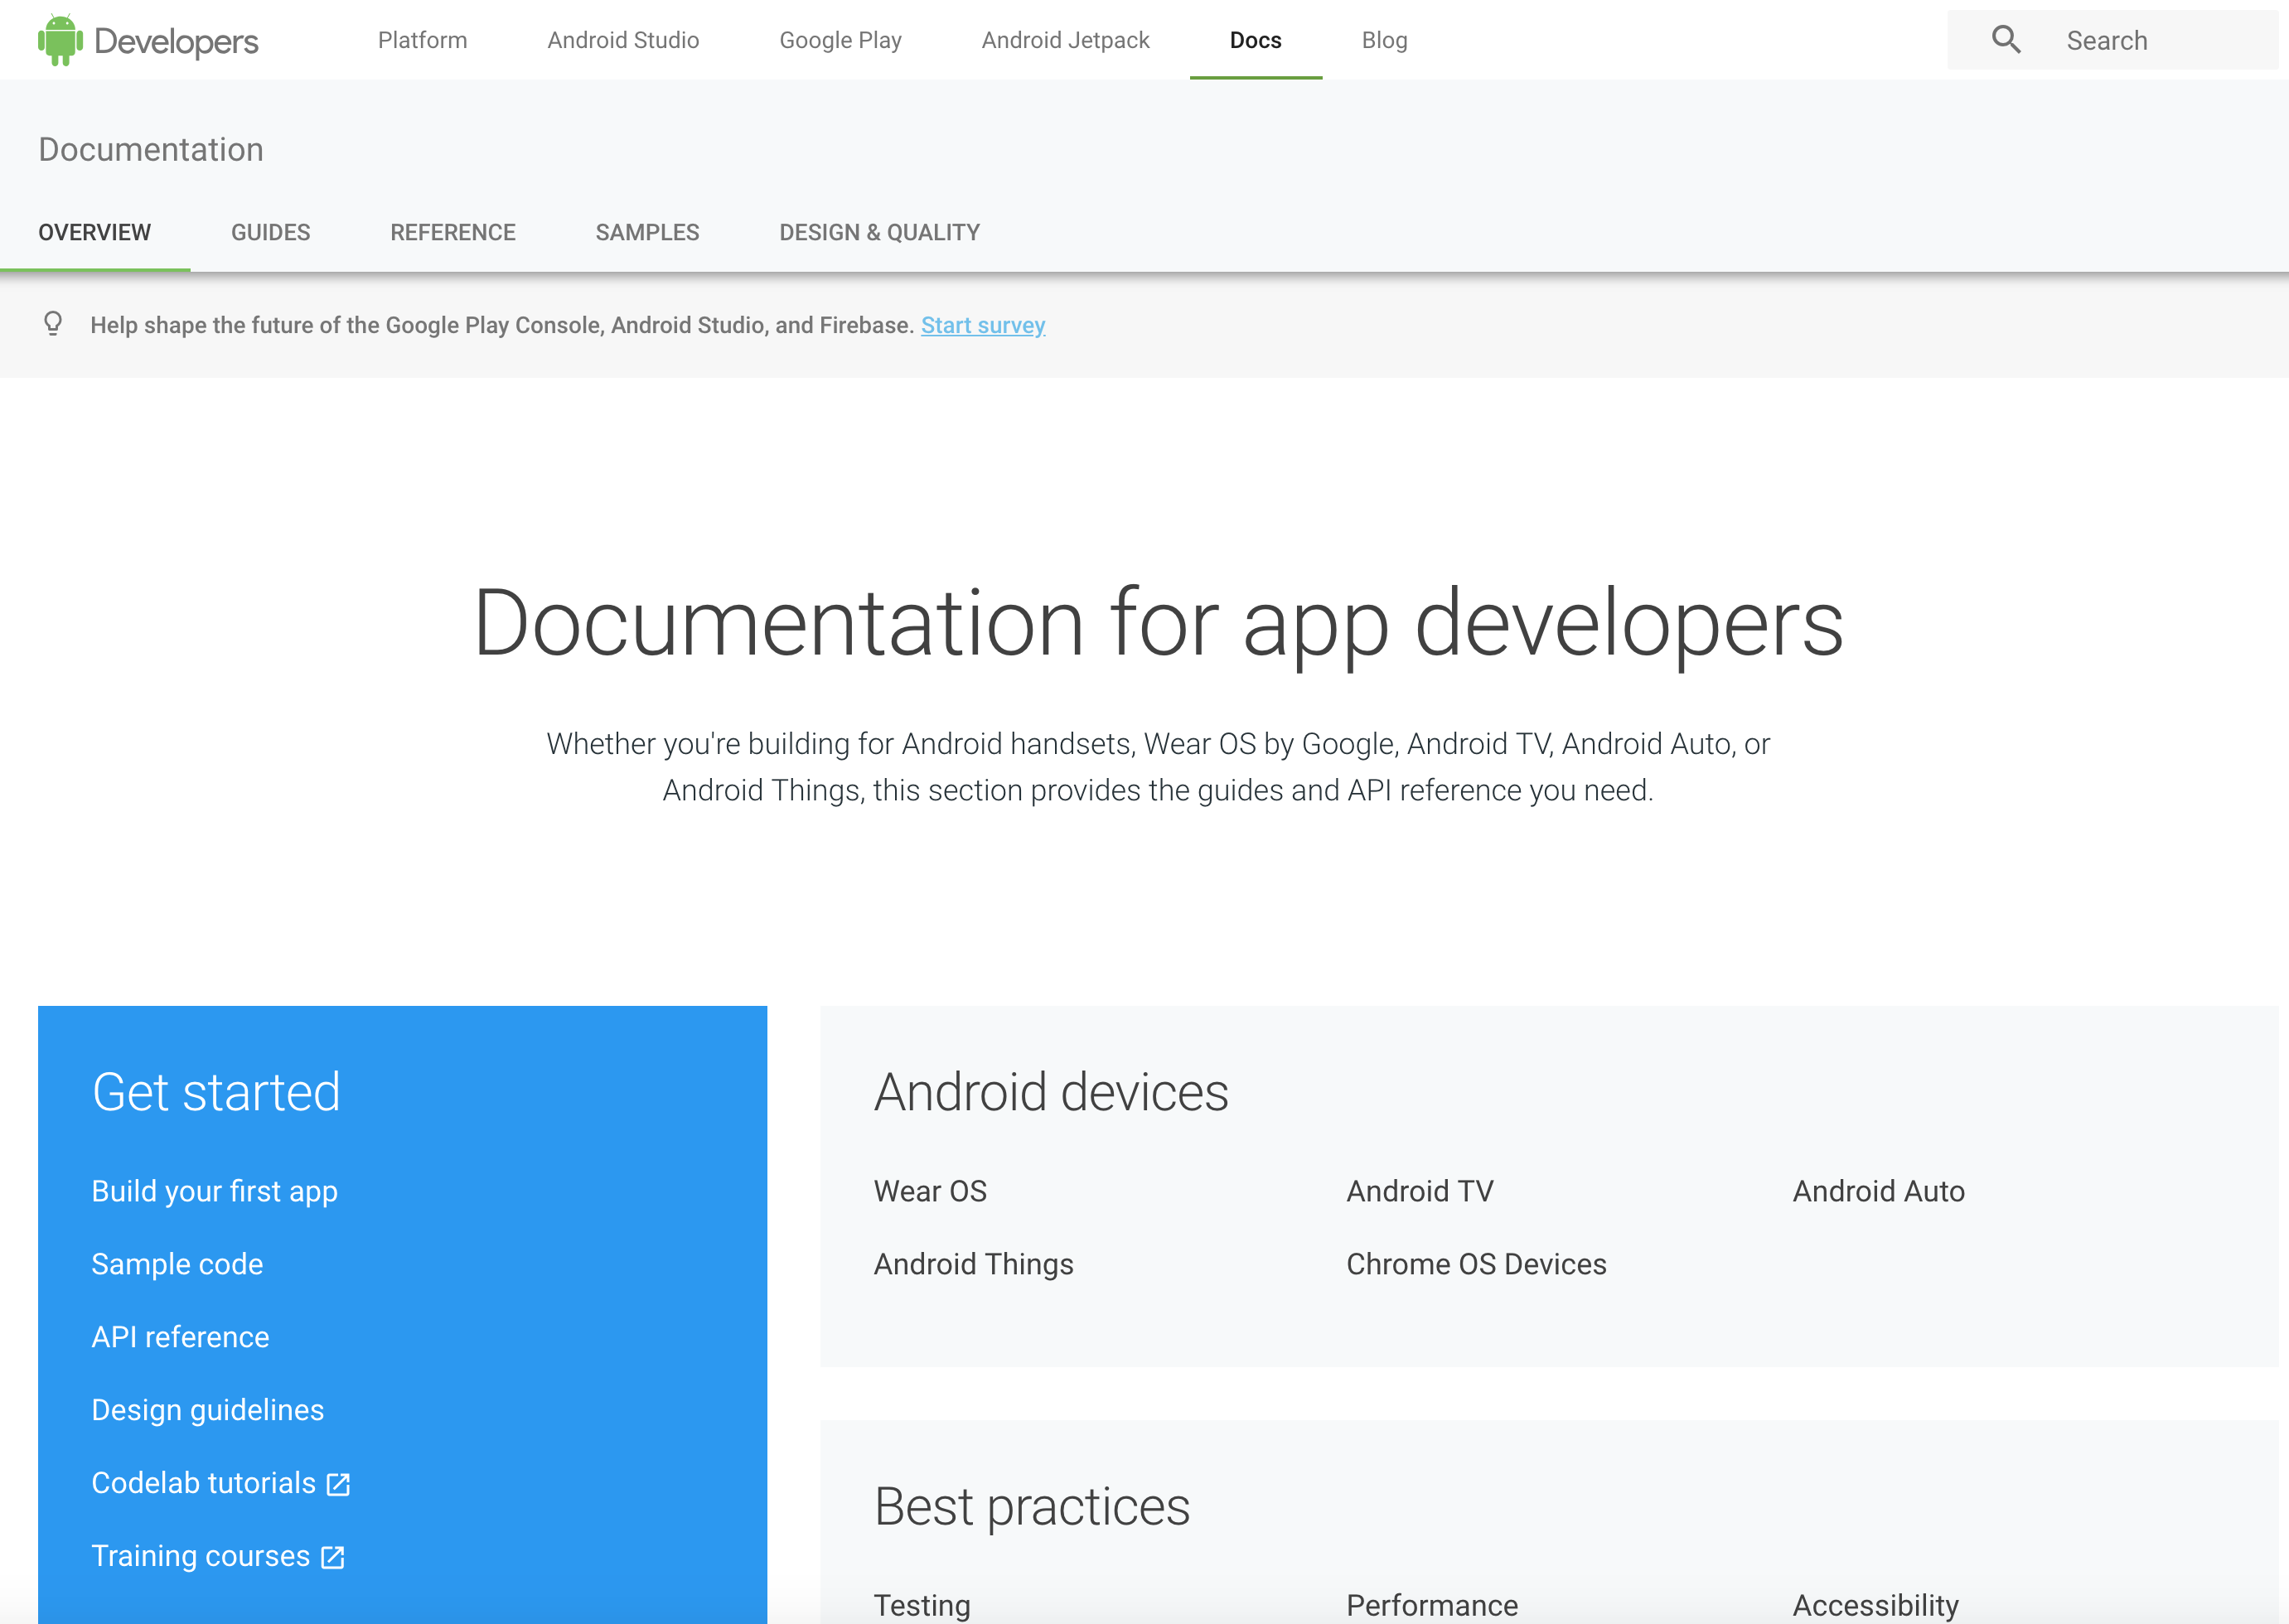 Developers Platform Android Studio Google Play Android Jetpack Docs Blog Search
Documentation
OVERVIEW GUIDES REFERENCE SAMPLES DESIGN & QUALITY
Help shape the future of the Google Play Console, Android Studio, and Firebase. Start survey
Documentation for app developers
Whether you're building for Android handsets, Wear OS by Google, Android TV, Android Auto, or
Android Things, this section provides the guides and API reference you need.
Get started
Build your first app
Sample code
API reference
Design guidelines
Codelab tutorials
Training courses
Android devices
Wear OS Android TV Android Auto
Android Things Chrome OS Devices
Best practices
Testing Performance Accessibility